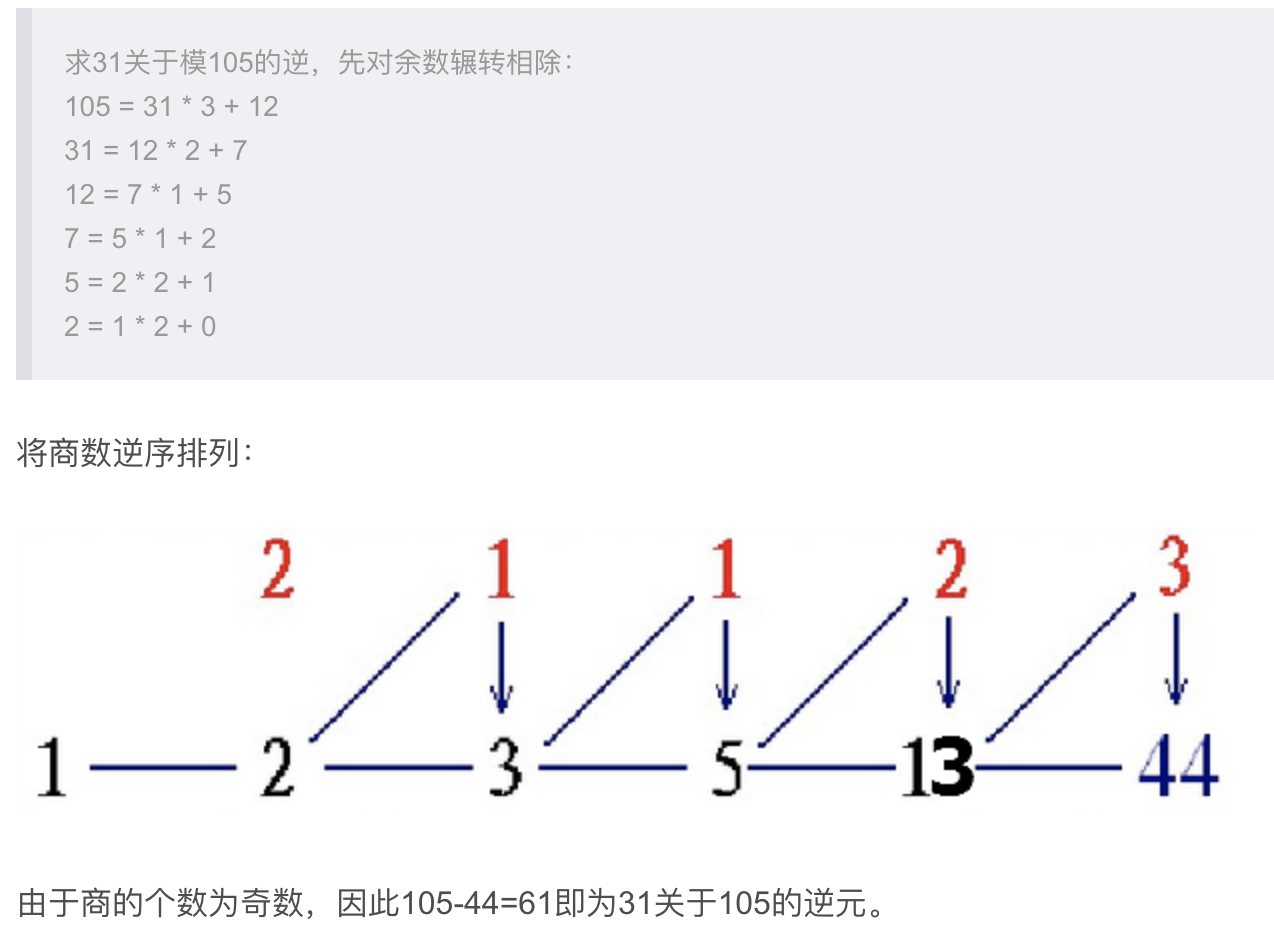 求31关于模105的逆，先对余数辗转相除：
105 = 31 * 3 + 12
31 = 12 * 2 + 7
12 = 7 * 1 + 5
7 = 5 * 1 + 2
5 = 2 * 2 + 1
2 = 1 * 2 + 0
将商数逆序排列：
2 1 1 2 3
1 2 3 5 13 44
由于商的个数为奇数，因此105-44=61即为31关于105的逆元。